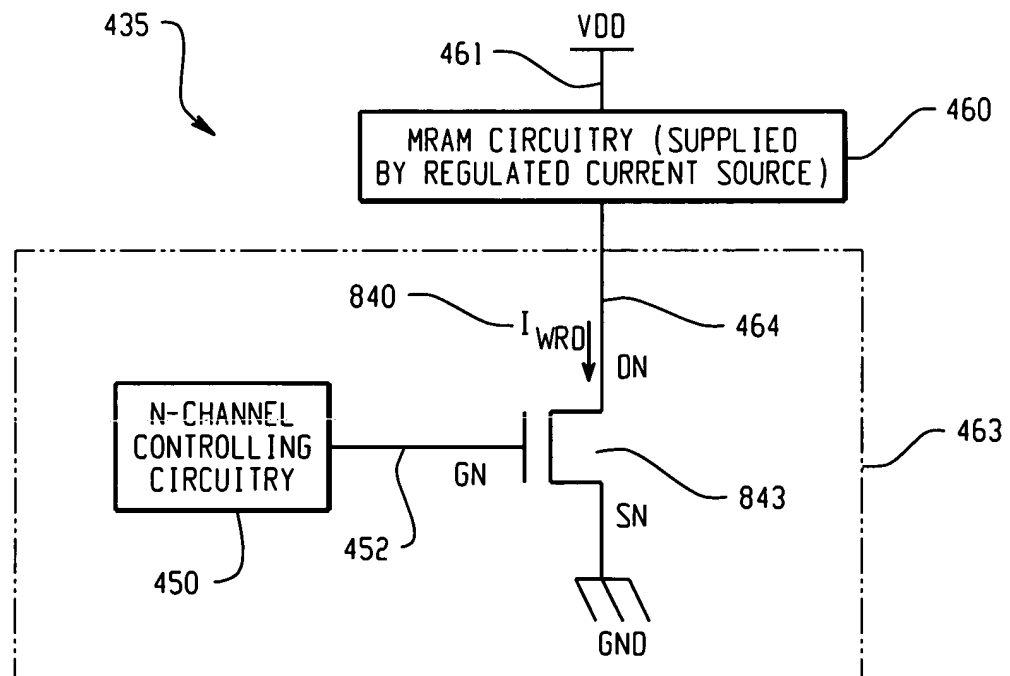 435
VDD
461
460
MRAM CIRCUITRY (SUPPLIED
BY REGULATED CURRENT SOURCE)
840
I WRD
464
DN
N-CHANNEL
CONTROLLING
CIRCUITRY
463
GN
843
SN
452
450
GND